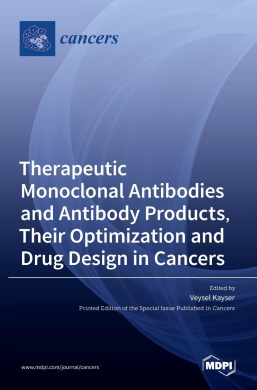 cancers
Therapeutic
Monoclonal Antibodies
and Antibody Products,
Their Optimization and
Drug Design in Cancers
Edited by
Veysel Kayser
Printed Edition of the Special Issue Published in Cancers
www.mdpi.com/journal/cancers
MDPI